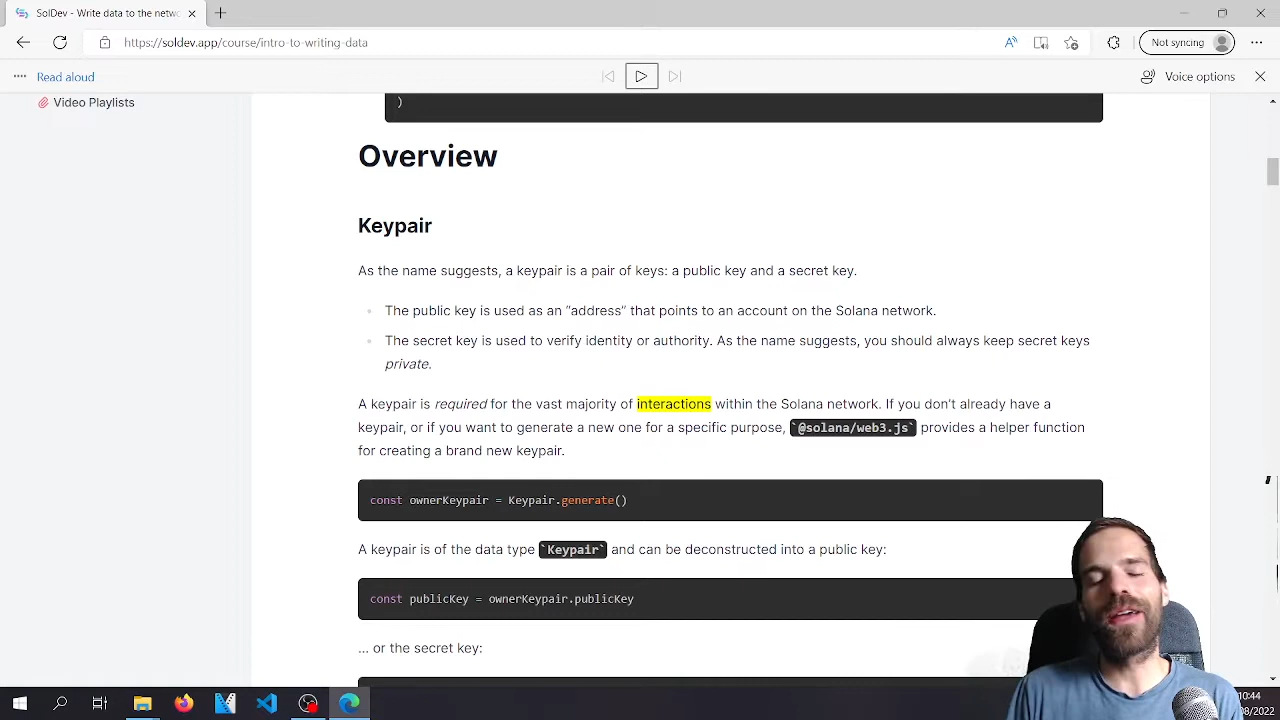 SolDev - Write data to the netwo
https://soldev.app/course/intro-to-writing-data
Not syncing
Read aloud
Voice options
Video Playlists
)
Overview
Keypair
As the name suggests, a keypair is a pair of keys: a public key and a secret key.
The public key is used as an “address” that points to an account on the Solana network.
The secret key is used to verify identity or authority. As the name suggests, you should always keep secret keys
private.
A keypair is required for the vast majority of interactions within the Solana network. If you don’t already have a
keypair, or if you want to generate a new one for a specific purpose, `@solana/web3.js` provides a helper function
for creating a brand new keypair.
const ownerKeypair = Keypair.generate()
A keypair is of the data type `Keypair` and can be deconstructed into a public key:
const publicKey = ownerKeypair.publicKey
... or the secret key:
0:44
8/2022